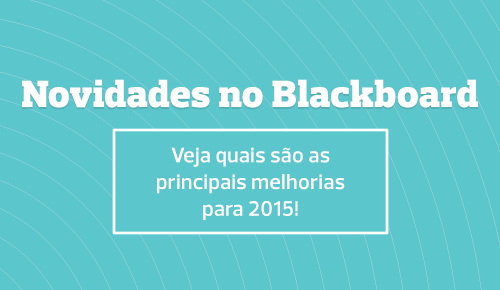 Novidades no Blackboard
Veja quais são as
principais melhorias
para 2015!